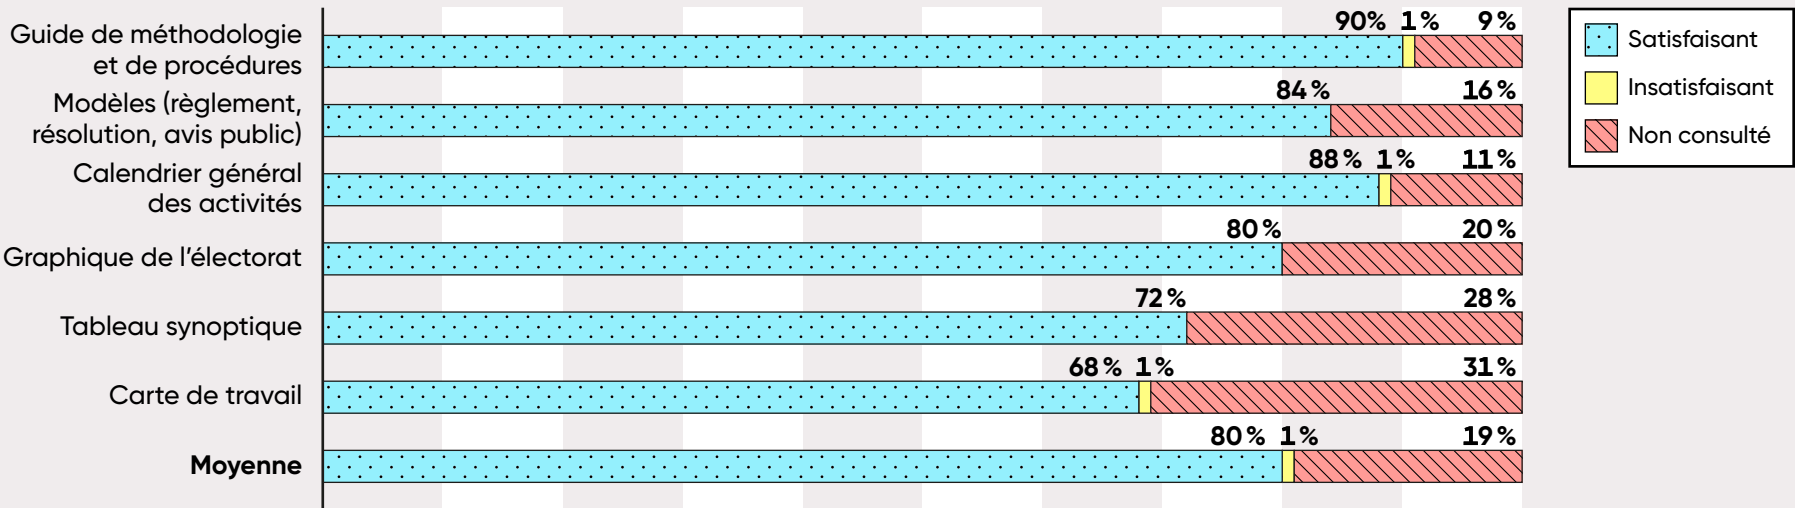 90% 1% 9%
Guide de méthodologie
et de procédures
84% 16%
Modèles (règlement,
résolution, avis public)
88% 1% 11%
Calendrier général
des activités
80% 20%
Graphique de l'électorat
72% 28%
Tableau synoptique
68% 1% 31%
Carte de travail
80% 1% 19%
Moyenne
Satisfaisant
Insatisfaisant
Non consulté